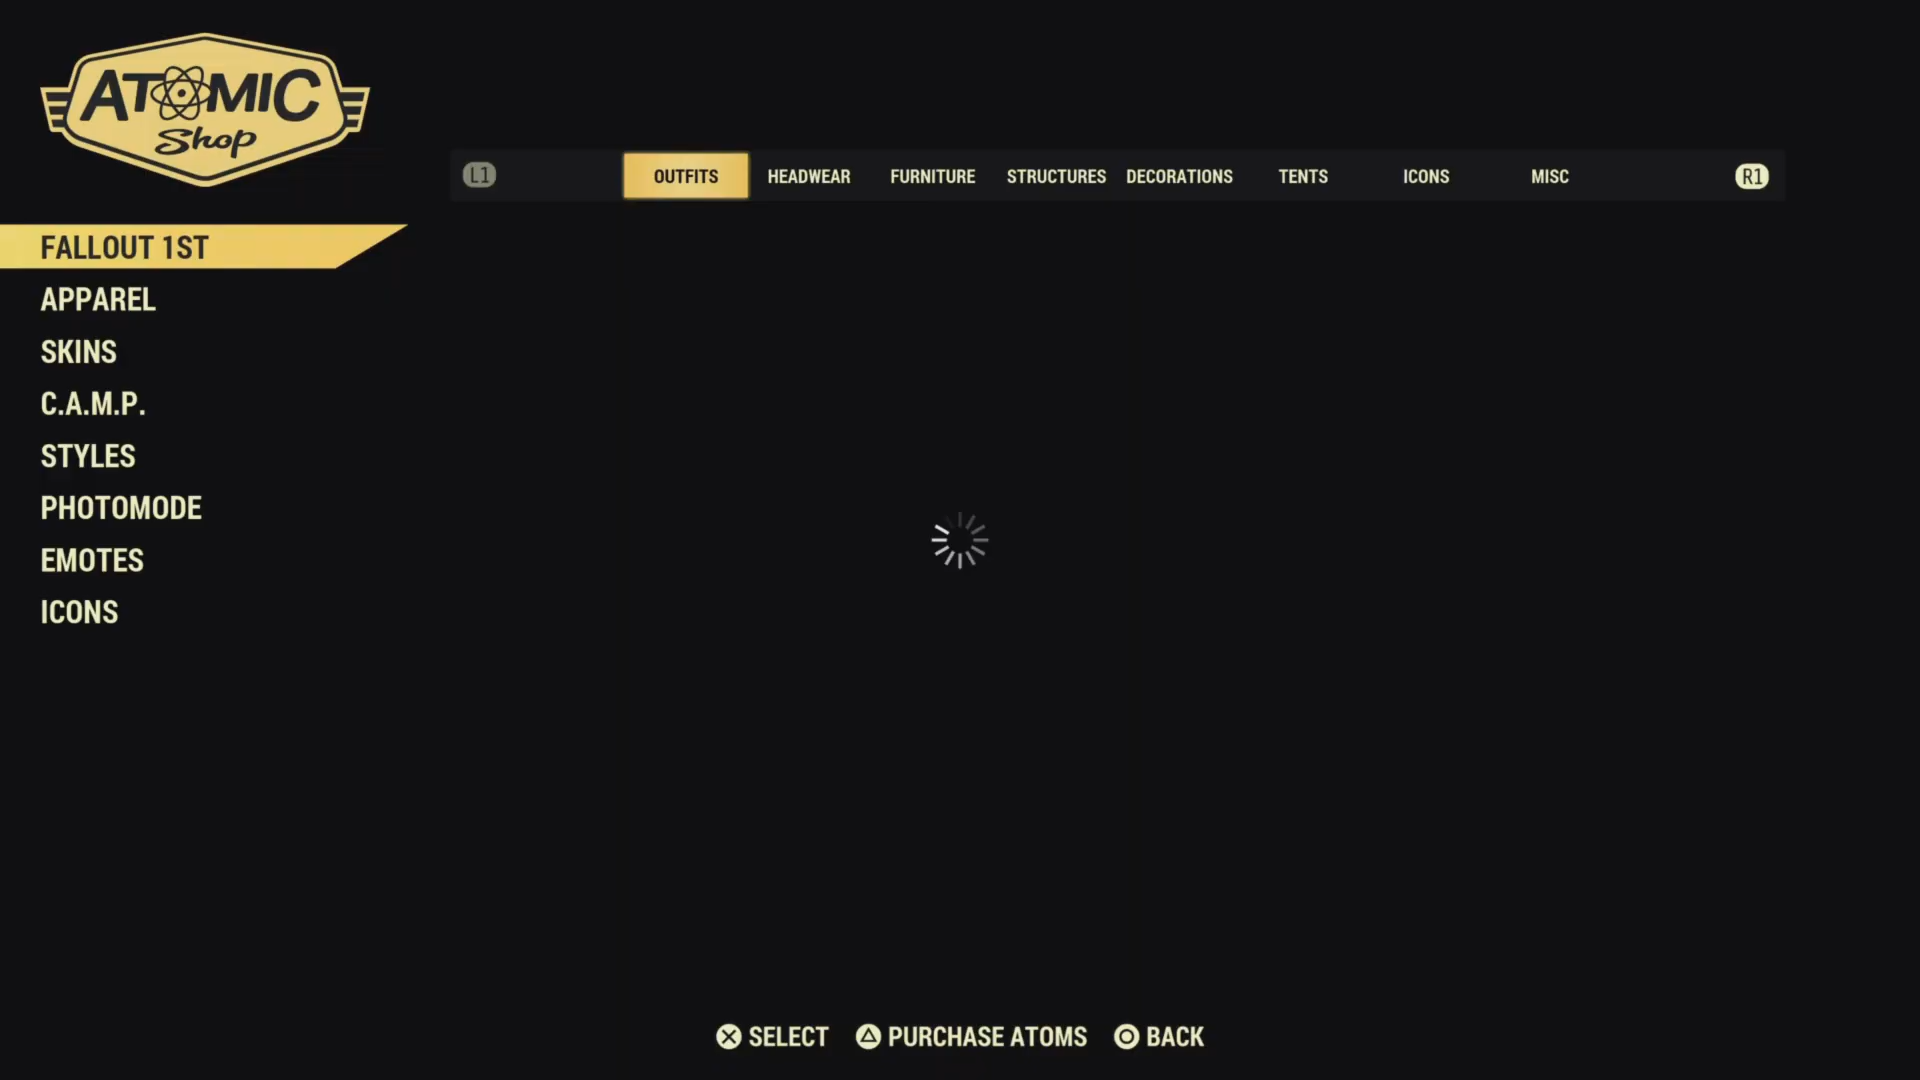 ATOMIC
Shop
L1 OUTFITS HEADWEAR FURNITURE STRUCTURES DECORATIONS TENTS ICONS MISC R1
FALLOUT 1ST
APPAREL
SKINS
C.A.M.P.
STYLES
PHOTOMODE
EMOTES
ICONS
SELECT PURCHASE ATOMS BACK